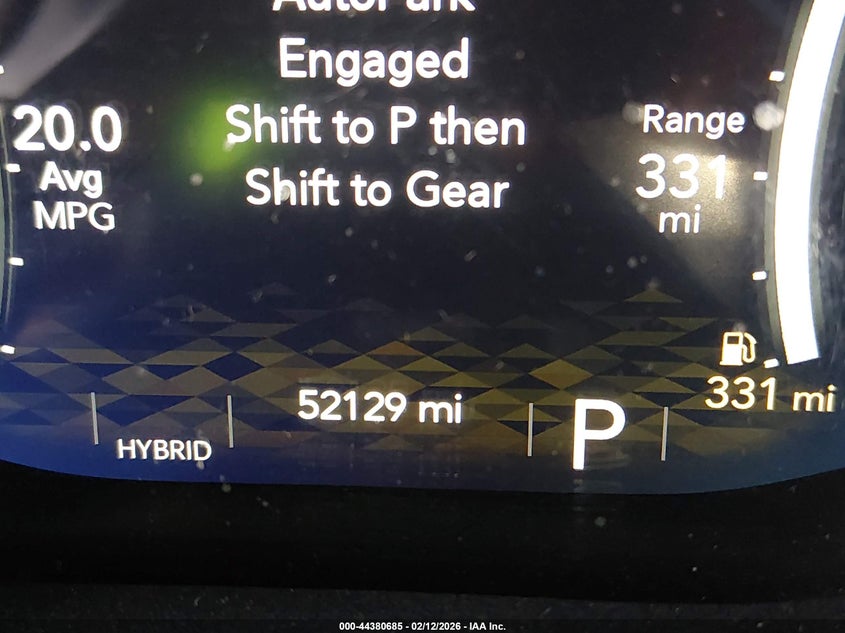 AutoPark
Engaged
Shift to P then
Shift to Gear
20.0
Avg
MPG
Range
331
mi
331 mi
52129 mi
P
HYBRID
000-44380685 - 02/12/2026 - IAA Inc.